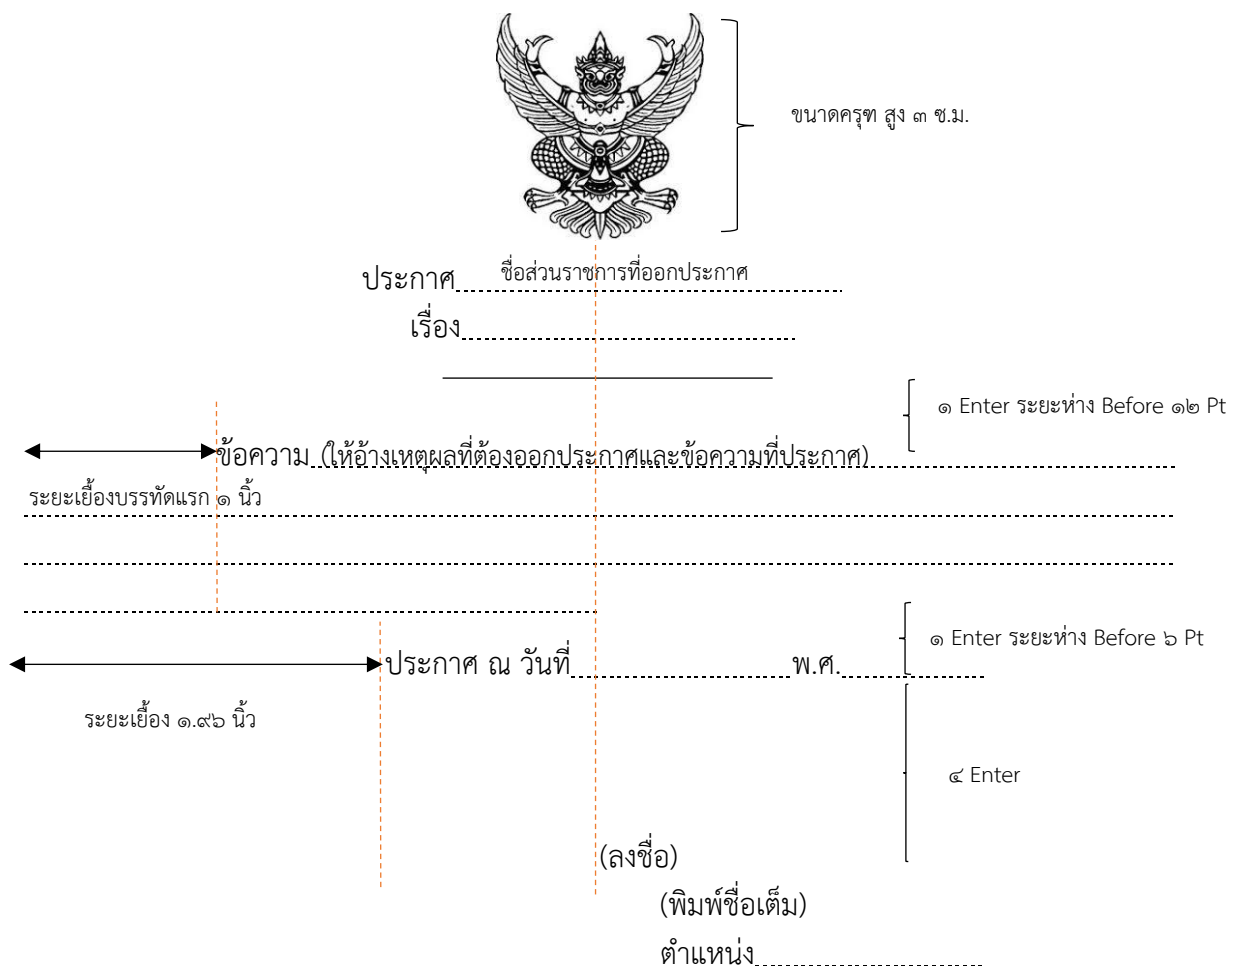 ขนาดครุฑ สูง ๓ ซ.ม.
ประกาศ ชื่อส่วนราชการที่ออกประกาศ
เรื่อง
๑ Enter ระยะห่าง Before ๑๒ Pt
ข้อความ (ให้อ้างเหตุผลที่ต้องออกประกาศและข้อความที่ประกาศ)
ระยะเยื้องบรรทัดแรก ๑ นิ้ว
๑ Enter ระยะห่าง Before ๖ Pt
ประกาศ ณ วันที่ พ.ศ.
ระยะเยื้อง ๑.๙๖ นิ้ว
๔ Enter
(ลงชื่อ)
(พิมพ์ชื่อเต็ม)
ตำแหน่ง